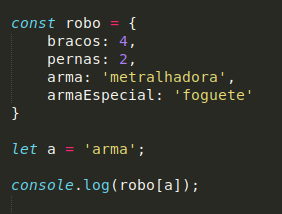 const robo = {
    bracos: 4,
    pernas: 2,
    arma: 'metralhadora',
    armaEspecial: 'foguete'
}
let a = 'arma';
console.log(robo[a]);